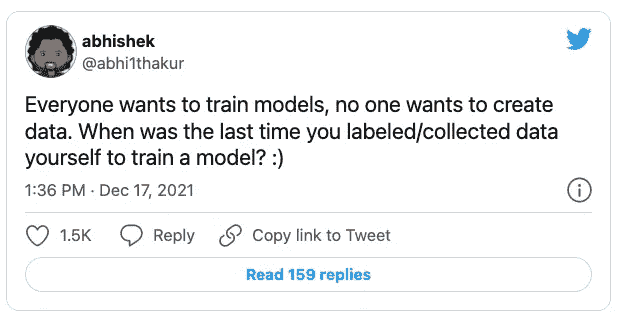 abhishek
@abhi1thakur
Everyone wants to train models, no one wants to create
data. When was the last time you labeled/collected data
yourself to train a model? :)
1:36 PM · Dec 17, 2021
1.5K Reply Copy link to Tweet
Read 159 replies